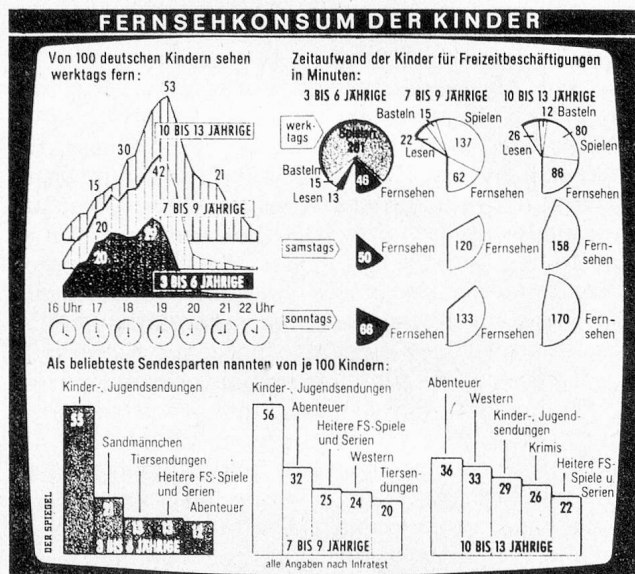 FERNSEHKONSUM DER KINDER
Von 100 deutschen Kindern sehen
werktags fern:
53
10 BIS 13 JÄHRIGE
30
42
15
21
7 BIS 9 JÄHRIGE
20
20
3 BIS 6 JÄHRIGE
16 Uhr 17 18 19 20 21 22 Uhr
Zeitaufwand der Kinder für Freizeitbeschäftigungen
in Minuten:
3 BIS 6 JÄHRIGE 7 BIS 9 JÄHRIGE 10 BIS 13 JÄHRIGE
werk-
tags
Spielen
Basteln
15
Lesen 13
48
Fernsehen
Basteln 15
Spielen
22
Lesen
137
62
Fernsehen
12 Basteln
26
Lesen
80
Spielen
86
Fernsehen
samstags
50
Fernsehen
120
Fernsehen
158
Fern-
sehen
sonntags
66
Fernsehen
133
Fernsehen
170
Fern-
sehen
Als beliebteste Sendesparten nannten von je 100 Kindern:
Kinder-, Jugendsendungen
Sandmännchen
Tiersendungen
Heitere FS-Spiele
und Serien
Abenteuer
3 BIS 6 JÄHRIGE
Kinder-, Jugendsendungen
56
Abenteuer
32
Heitere FS-Spiele
und Serien
25
Western
24
Tiersen-
dungen
20
7 BIS 9 JÄHRIGE
Abenteuer
36
Western
33
Kinder-, Jugend-
sendungen
29
Krimis
26
Heitere FS-
Spiele u.
Serien
22
10 BIS 13 JÄHRIGE
DER SPIEGEL
alle Angaben nach Infratest